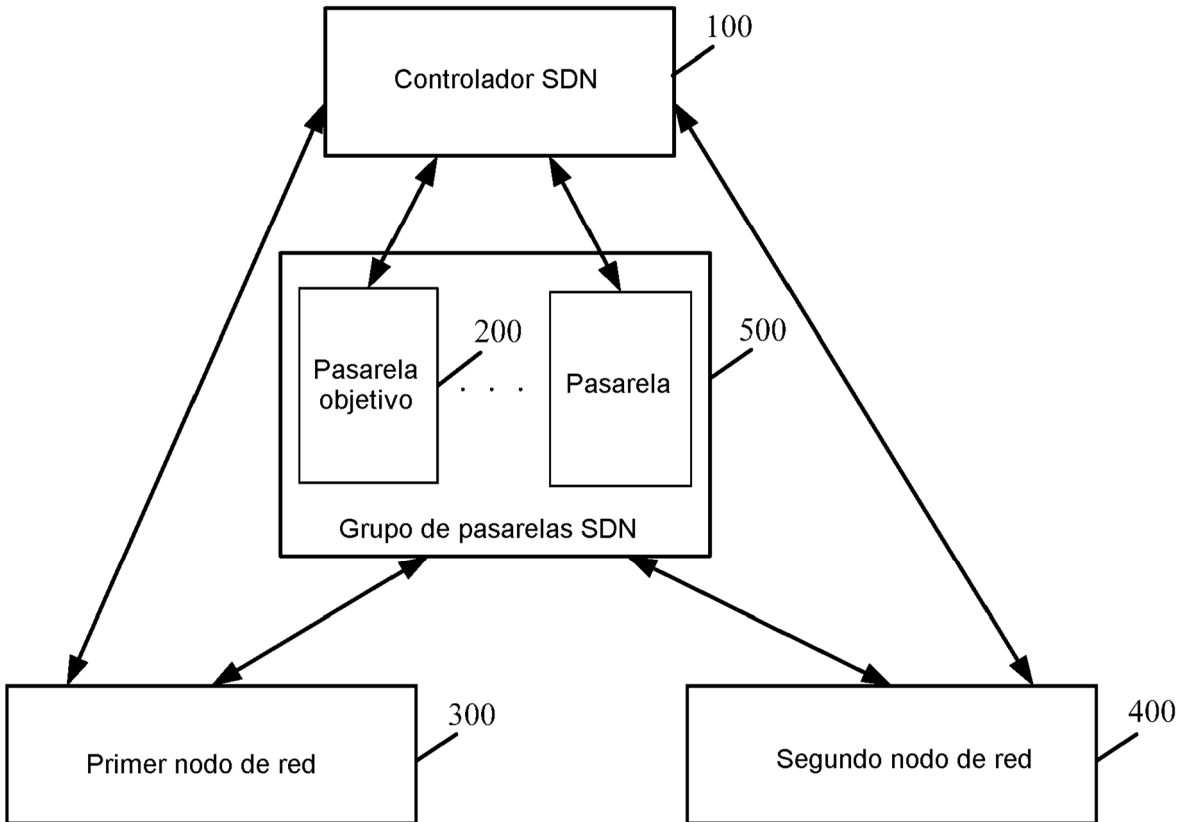 100
Controlador SDN
200
500
Pasarela
objetivo
. . .
Pasarela
Grupo de pasarelas SDN
300
400
Primer nodo de red
Segundo nodo de red